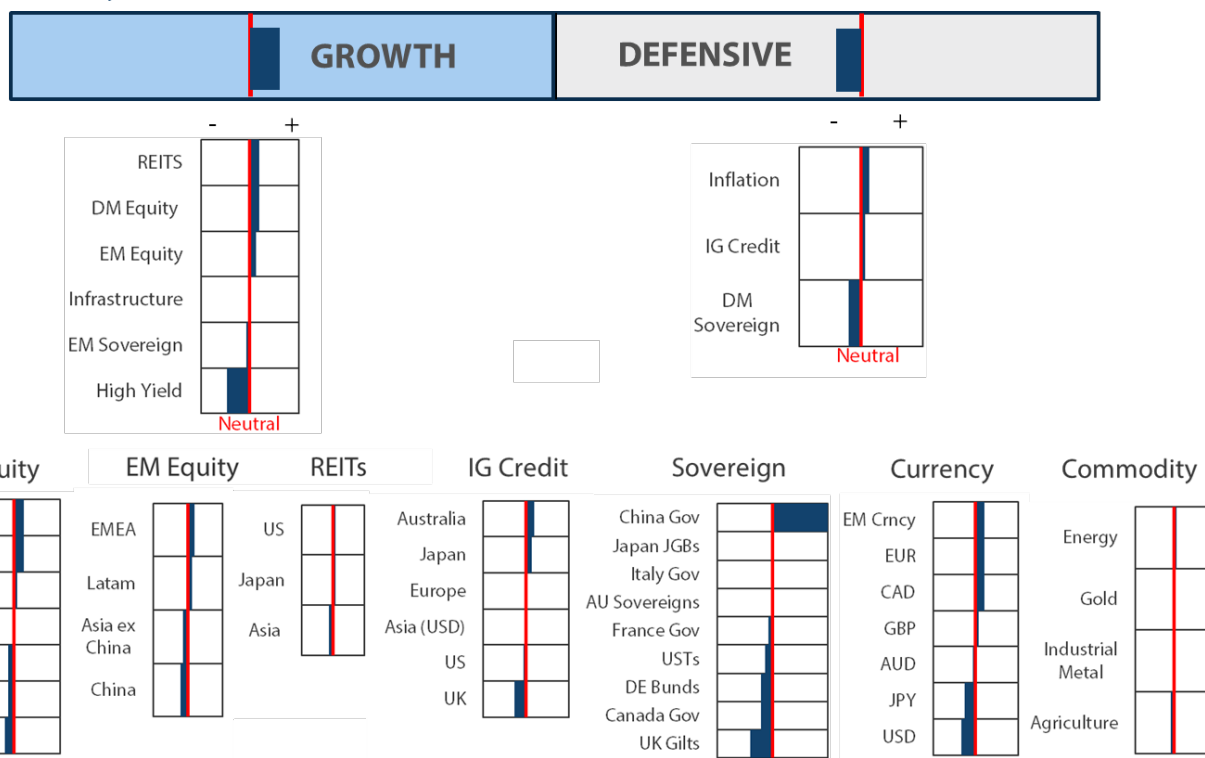 GROWTH
DEFENSIVE
- +
- +
REITS
DM Equity
EM Equity
Infrastructure
EM Sovereign
High Yield
Neutral
Inflation
IG Credit
DM
Sovereign
Neutral
uity
EM Equity
REITs
IG Credit
Sovereign
Currency
Commodity
EMEA
Latam
Asia ex
China
China
US
Japan
Asia
Australia
Japan
Europe
Asia (USD)
US
UK
China Gov
Japan JGBs
Italy Gov
AU Sovereigns
France Gov
USTs
DE Bunds
Canada Gov
UK Gilts
EM Crncy
EUR
CAD
GBP
AUD
JPY
USD
Energy
Gold
Industrial
Metal
Agriculture